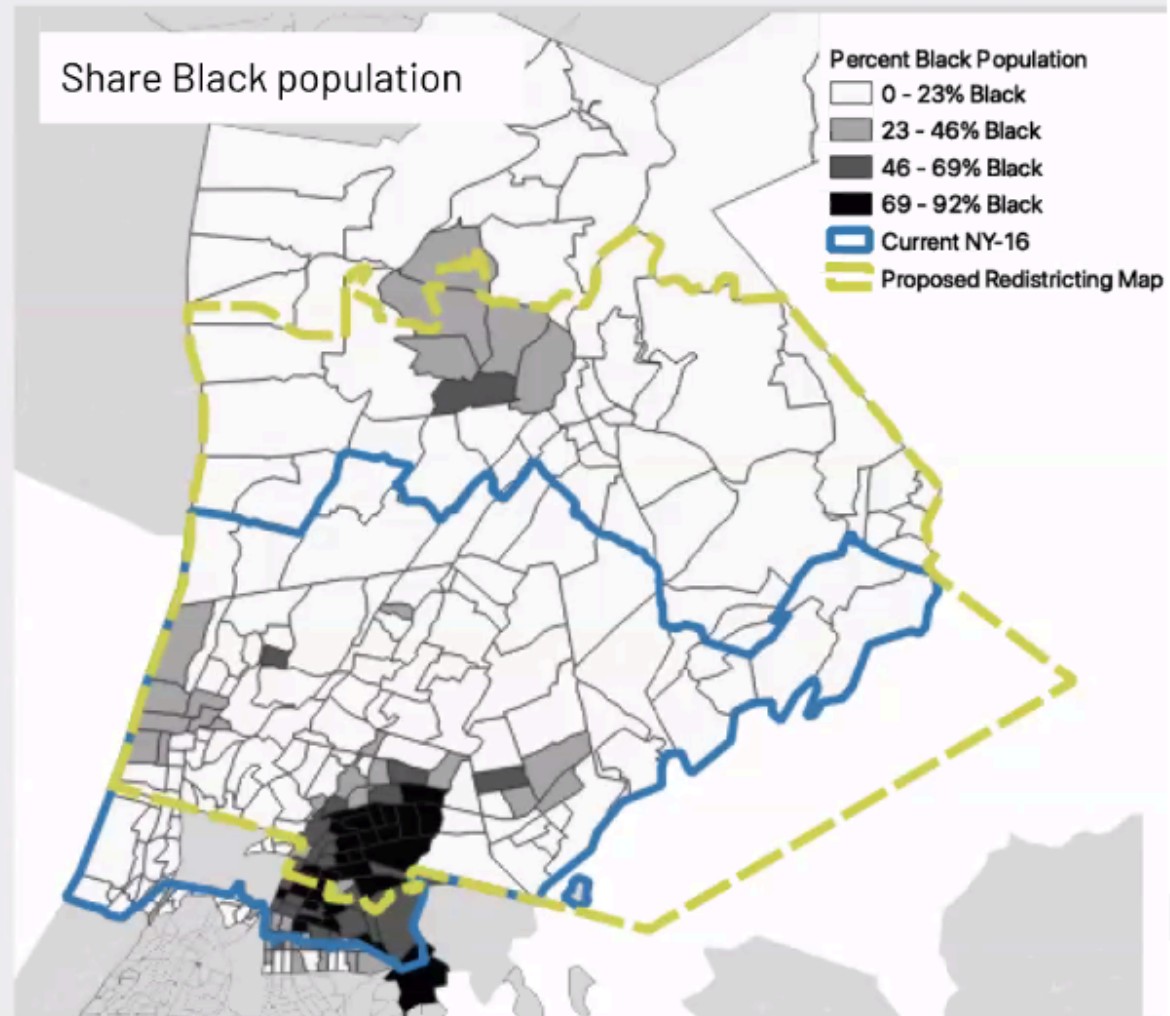 Share Black population
Percent Black Population
0 - 23% Black
23 - 46% Black
46 - 69% Black
69 - 92% Black
Current NY-16
Proposed Redistricting Map